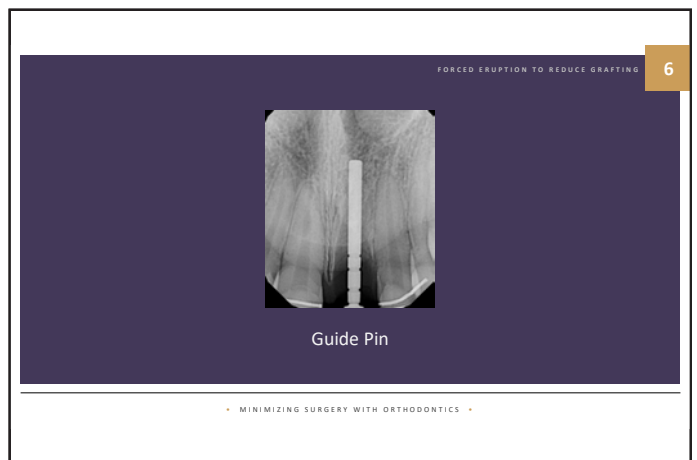 FORCED ERUPTION TO REDUCE GRAFTING
6
Guide Pin
• MINIMIZING SURGERY WITH ORTHODONTICS •